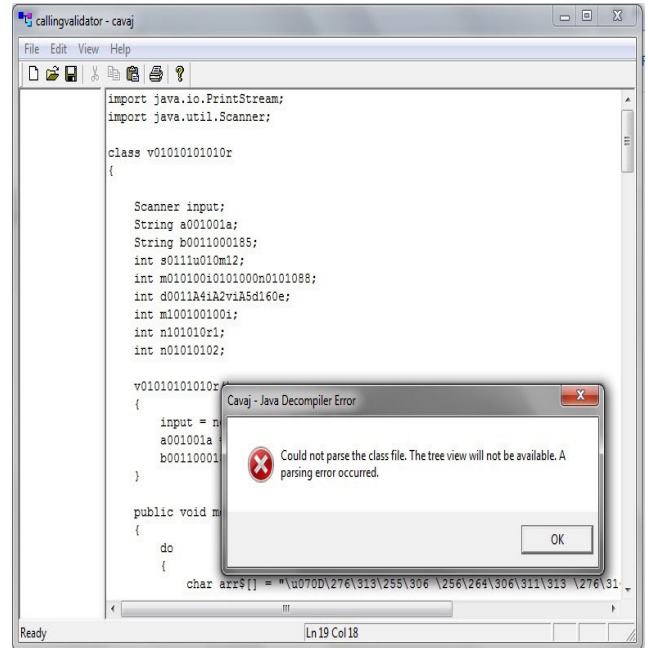 callingvalidator - cavaj
File Edit View Help
import java.io.PrintStream;
import java.util.Scanner;
class v01010101010r
{
Scanner input;
String a001001a;
String b0011000185;
int s0111u010m12;
int m010100i0101000n0101088;
int d0011A4iA2viA5d160e;
int m100100100i;
int n101010r1;
int n01010102;
v01010101010r
{
input = n
a001001a =
b00110001
}
public void m
{
do
{
char arr$[] = "\u070D\276\313\255\306 \256\264\306\311\313 \276\31
Cavaj - Java Decompiler Error
Could not parse the class file. The tree view will not be available. A
parsing error occurred.
OK
Ready
Ln 19 Col 18